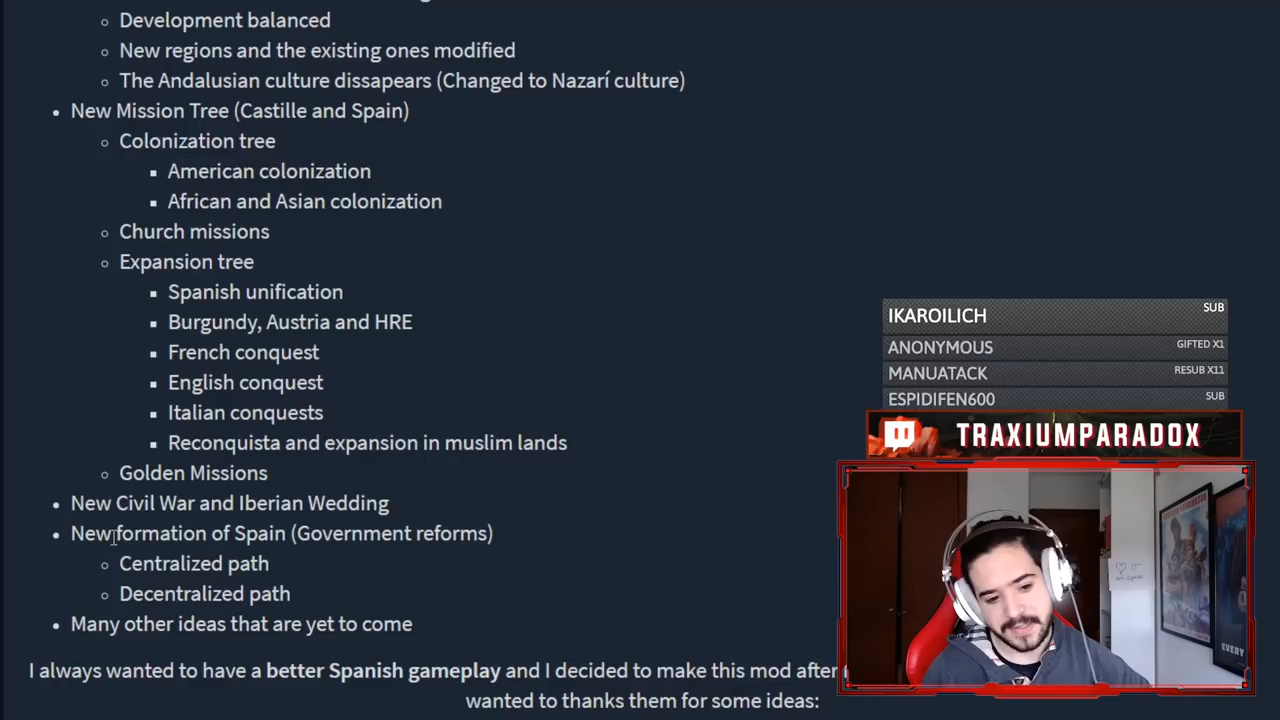 Development balanced
New regions and the existing ones modified
The Andalusian culture dissapears (Changed to Nazarí culture)
New Mission Tree (Castille and Spain)
Colonization tree
American colonization
African and Asian colonization
Church missions
Expansion tree
Spanish unification
Burgundy, Austria and HRE
French conquest
English conquest
Italian conquests
Reconquista and expansion in muslim lands
Golden Missions
New Civil War and Iberian Wedding
New formation of Spain (Government reforms)
Centralized path
Decentralized path
Many other ideas that are yet to come
I always wanted to have a better Spanish gameplay and I decided to make this mod after
wanted to thanks them for some ideas:
IKAROILICH SUB
ANONYMOUS GIFTED X1
MANUATACK RESUB X11
ESPIDIFEN600 SUB
TRAXIUMPARADOX
EVERY